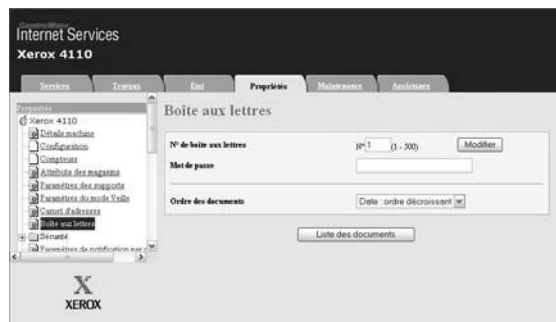 CentreWare
Internet Services
Xerox 4110
Services Travaux État Propriétés Maintenance Assistance
Propriétés
Xerox 4110
Détails machine
Configuration
Compteurs
Attributs des magasins
Paramètres des supports
Paramètres du mode Veille
Carnet d'adresses
Boîte aux lettres
Sécurité
Paramètres de notification par c
Boîte aux lettres
N° de boîte aux lettres N° 1 (1 - 500) Modifier
Mot de passe
Ordre des documents Date : ordre décroissant
Liste des documents
X
XEROX